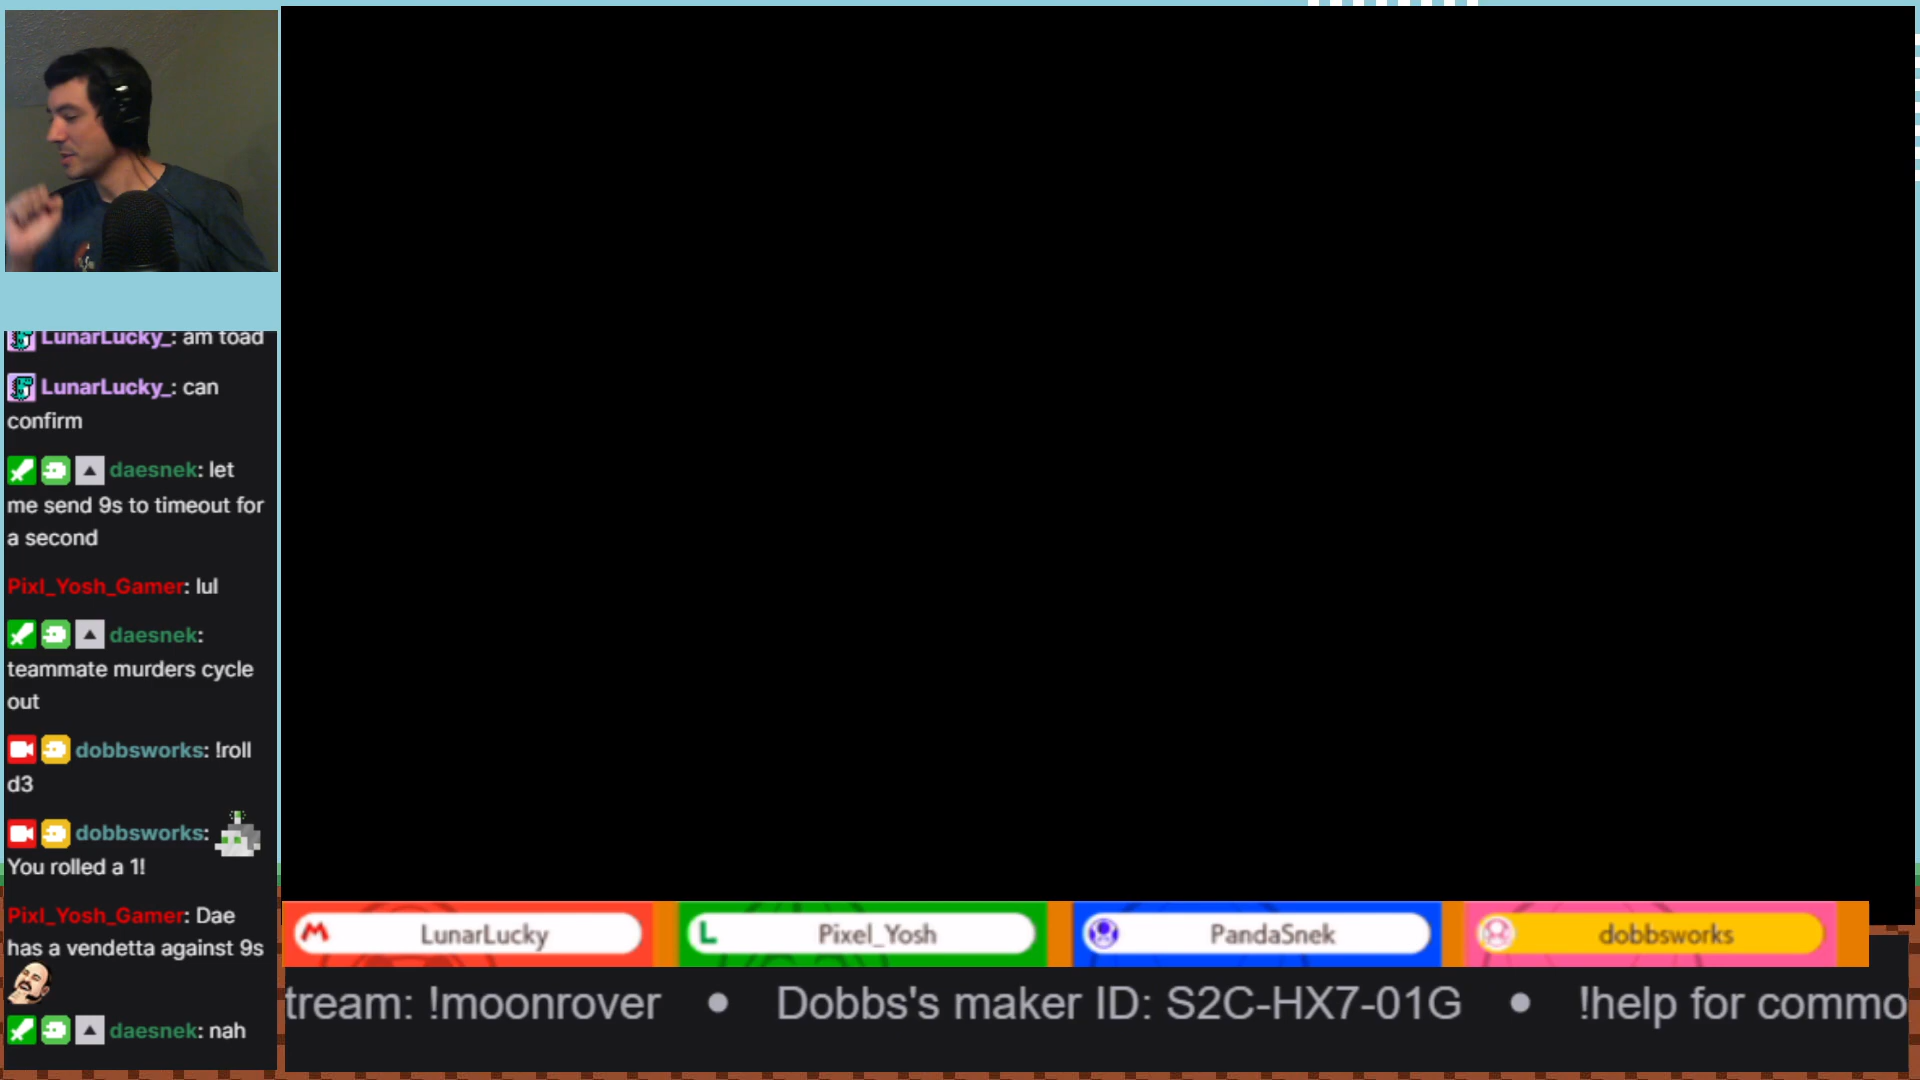 LunarLucky_: am toad
LunarLucky_: can
confirm
daesnek: let
me send 9s to timeout for
a second
Pixl_Yosh_Gamer: lul
daesnek:
teammate murders cycle
out
dobbsworks: !roll
d3
dobbsworks:
You rolled a 1!
Pixl_Yosh_Gamer: Dae
has a vendetta against 9s
daesnek: nah
M LunarLucky
L Pixel_Yosh
PandaSnek
dobbsworks
tream: !moonrover ● Dobbs's maker ID: S2C-HX7-01G ● !help for commo